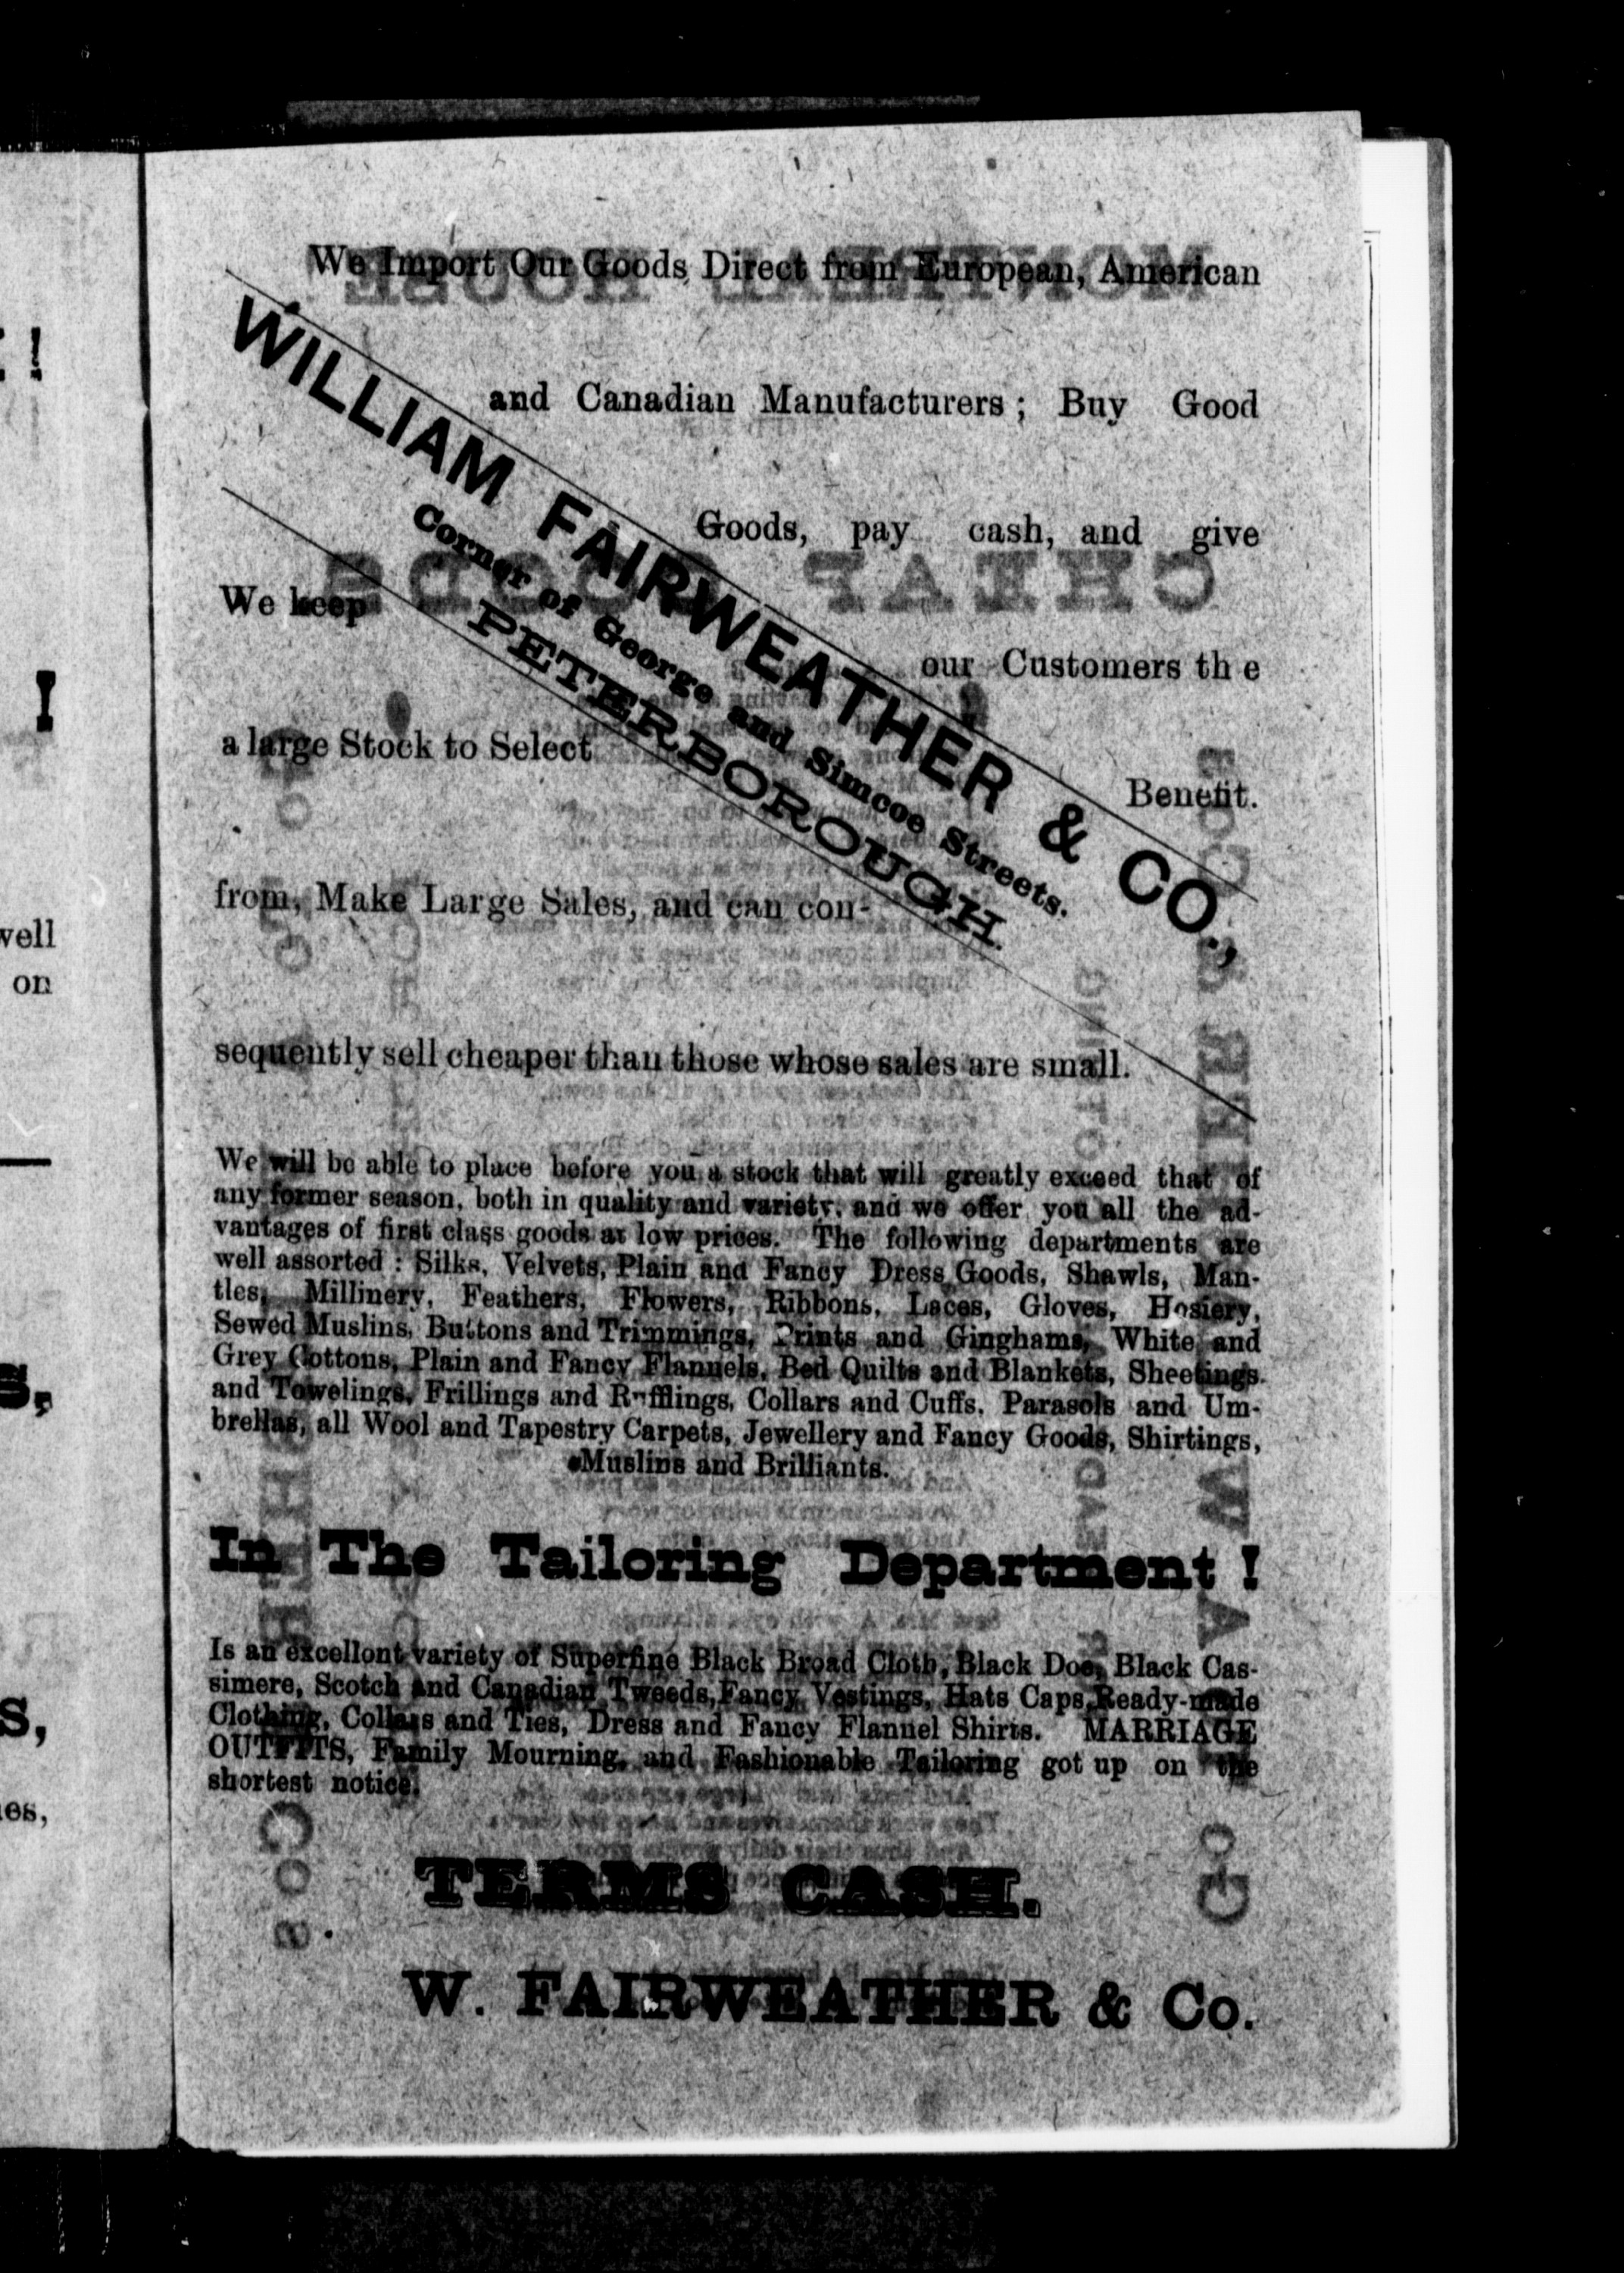 We Import Our Goods Direct from European, American
and Canadian Manufacturers ; Buy Good
Goods, pay cash, and give
our Customers th e
Benefit.
WILLIAM FAIRWEATHER & CO.,
Corner of George and Simcoe Streets.
PETERBOROUGH.
We keep
a large Stock to Select
from, Make Large Sales, and can con-
sequently sell cheaper than those whose sales are small.
We will be able to place before you a stock that will greatly exceed that of
any former season, both in quality and variety, and we offer you all the ad-
vantages of first class goods at low prices. The following departments are
well assorted : Silks, Velvets, Plain and Fancy Dress Goods, Shawls, Man-
tles, Millinery, Feathers, Flowers, Ribbons, Laces, Gloves, Hosiery,
Sewed Muslins, Buttons and Trimmings, Prints and Ginghams, White and
Grey Cottons, Plain and Fancy Flannels, Bed Quilts and Blankets, Sheetings.
and Towelings, Frillings and Rufflings, Collars and Cuffs, Parasols and Um-
brellas, all Wool and Tapestry Carpets, Jewellery and Fancy Goods, Shirtings,
Muslins and Brilliants.
In The Tailoring Department !
Is an excellont variety of Superfine Black Broad Cloth, Black Doe, Black Cas-
simere, Scotch and Canadian Tweeds, Fancy Vestings, Hats Caps, Ready-made
Clothing, Collars and Ties, Dress and Fancy Flannel Shirts. MARRIAGE
OUTFITS, Family Mourning, and Fashionable Tailoring got up on the
shortest notice.
TERMS CASH.
W. FAIRWEATHER & Co.